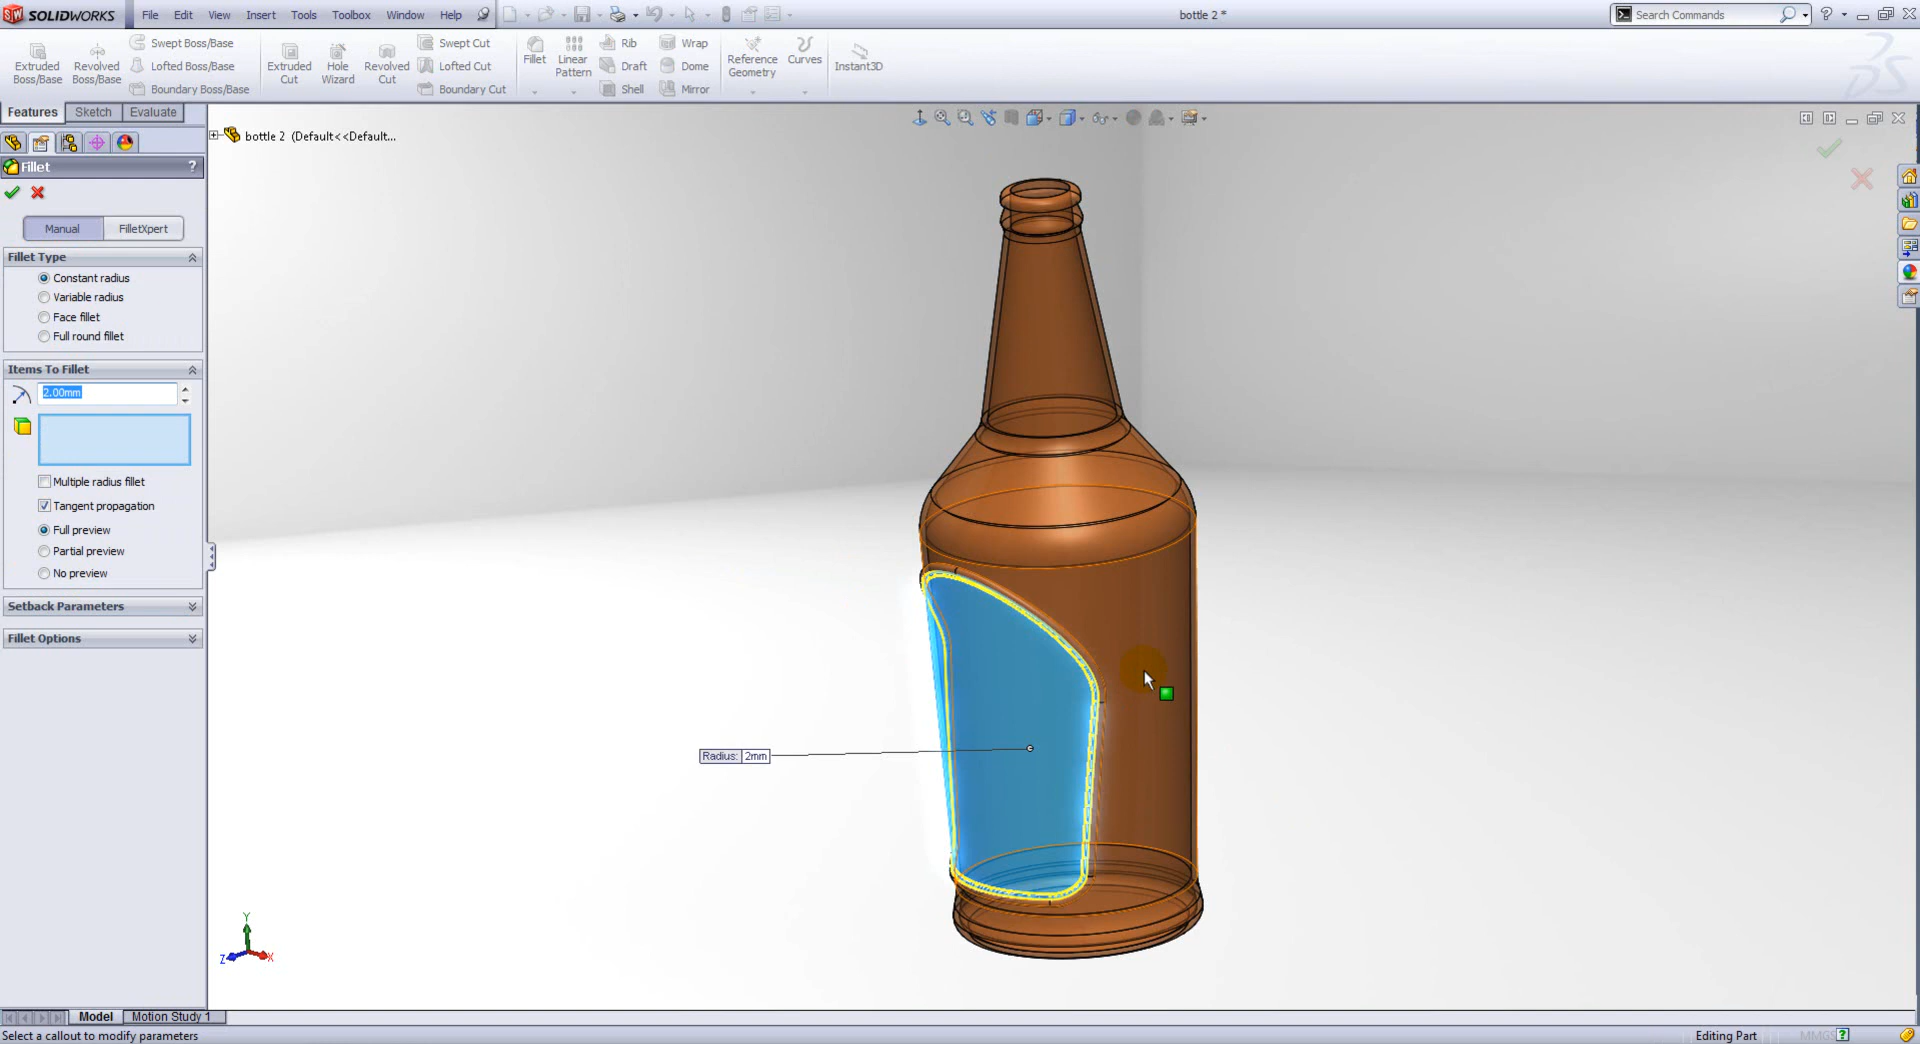 SOLIDWORKS File Edit View Insert Tools Toolbox Window Help bottle 2 * Search Commands
Extruded Boss/Base
Revolved Boss/Base
Swept Boss/Base
Lofted Boss/Base
Boundary Boss/Base
Extruded Cut
Hole Wizard
Revolved Cut
Swept Cut
Lofted Cut
Boundary Cut
Fillet
Linear Pattern
Rib
Draft
Shell
Wrap
Dome
Mirror
Reference Geometry
Curves
Instant3D
Features Sketch Evaluate
bottle 2 (Default<<Default...
Fillet ?
Manual FilletXpert
Fillet Type
Constant radius
Variable radius
Face fillet
Full round fillet
Items To Fillet
2.00mm
Multiple radius fillet
Tangent propagation
Full preview
Partial preview
No preview
Setback Parameters
Fillet Options
Radius: 2mm
Y
Z X
Model Motion Study 1
Select a callout to modify parameters Editing Part MMGS ?